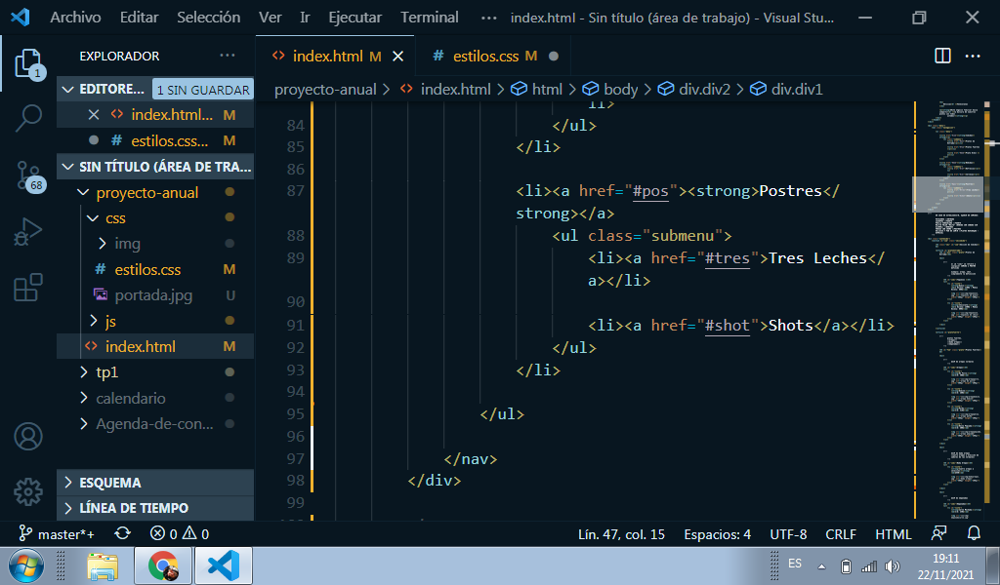 Archivo Editar Selección Ver Ir Ejecutar Terminal ··· index.html - Sin título (área de trabajo) - Visual Stu...
EXPLORADOR ···
index.html M
# estilos.css M
EDITORE... 1 SIN GUARDAR
index.html... M
# estilos.css... M
SIN TÍTULO (ÁREA DE TRA...
proyecto-anual
css
img
# estilos.css M
portada.jpg U
js
index.html M
tp1
calendario
Agenda-de-con...
ESQUEMA
LÍNEA DE TIEMPO
1
68
proyecto-anual > index.html > html > body > div.div2 > div.div1
li>
84 </ul>
85 </li>
86
87 <li><a href="#pos"><strong>Postres</
strong></a>
88 <ul class="submenu">
89 <li><a href="#tres">Tres Leches</
a></li>
90
91 <li><a href="#shot">Shots</a></li>
92 </ul>
93 </li>
94
95 </ul>
96
97 </nav>
98 </div>
99
master*+ 0 0 Lín. 47, col. 15 Espacios: 4 UTF-8 CRLF HTML
ES 19:11
22/11/2021